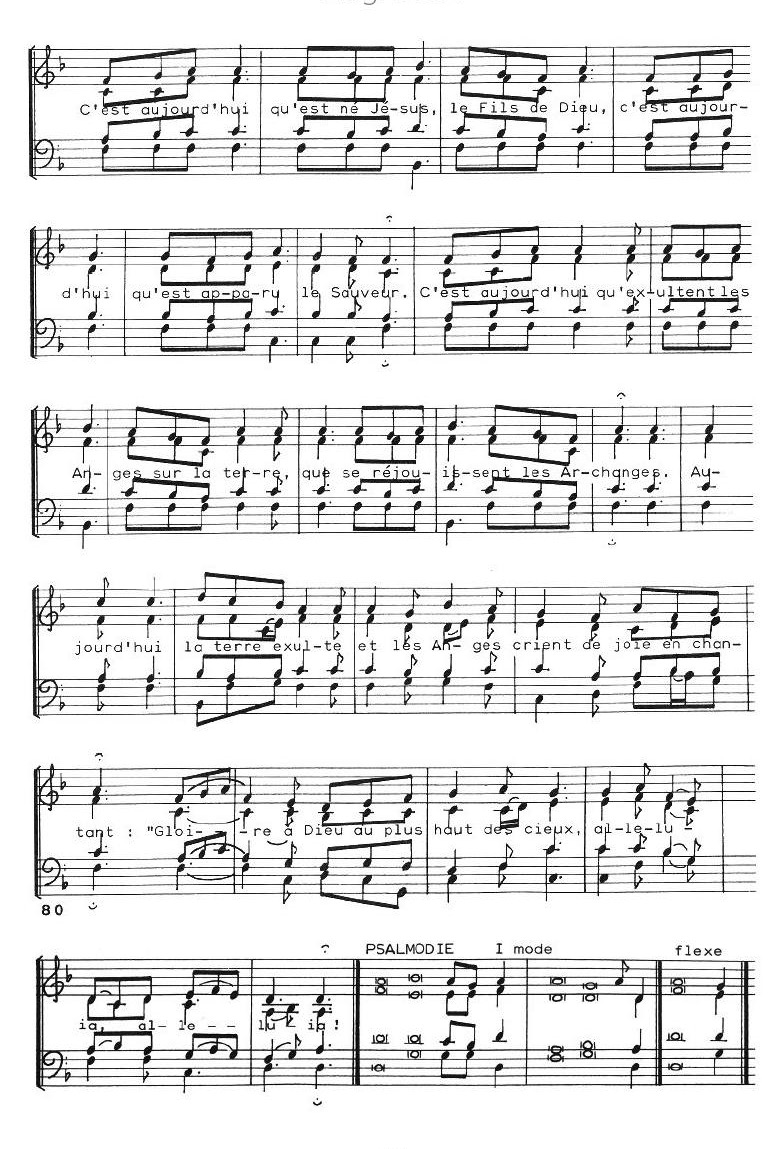 C'est aujourd'hui qu'est né Jé-sus, le Fils de Dieu, c'est aujour-
d'hui qu'est ap-pa-ru le Sauveur. C'est aujourd'hui qu'ex-ultent les
An- ges sur la ter-re, que se réjou- is-sent les Ar-changes. Au-
jourd'hui la terre exul-te et les An- ges crient de joie en chan-
tant : "Gloi- -re à Dieu au plus haut des cieux, al-le-lu -
80
PSALMODIE I mode flexe
ia, al- le- - - lu - ia !